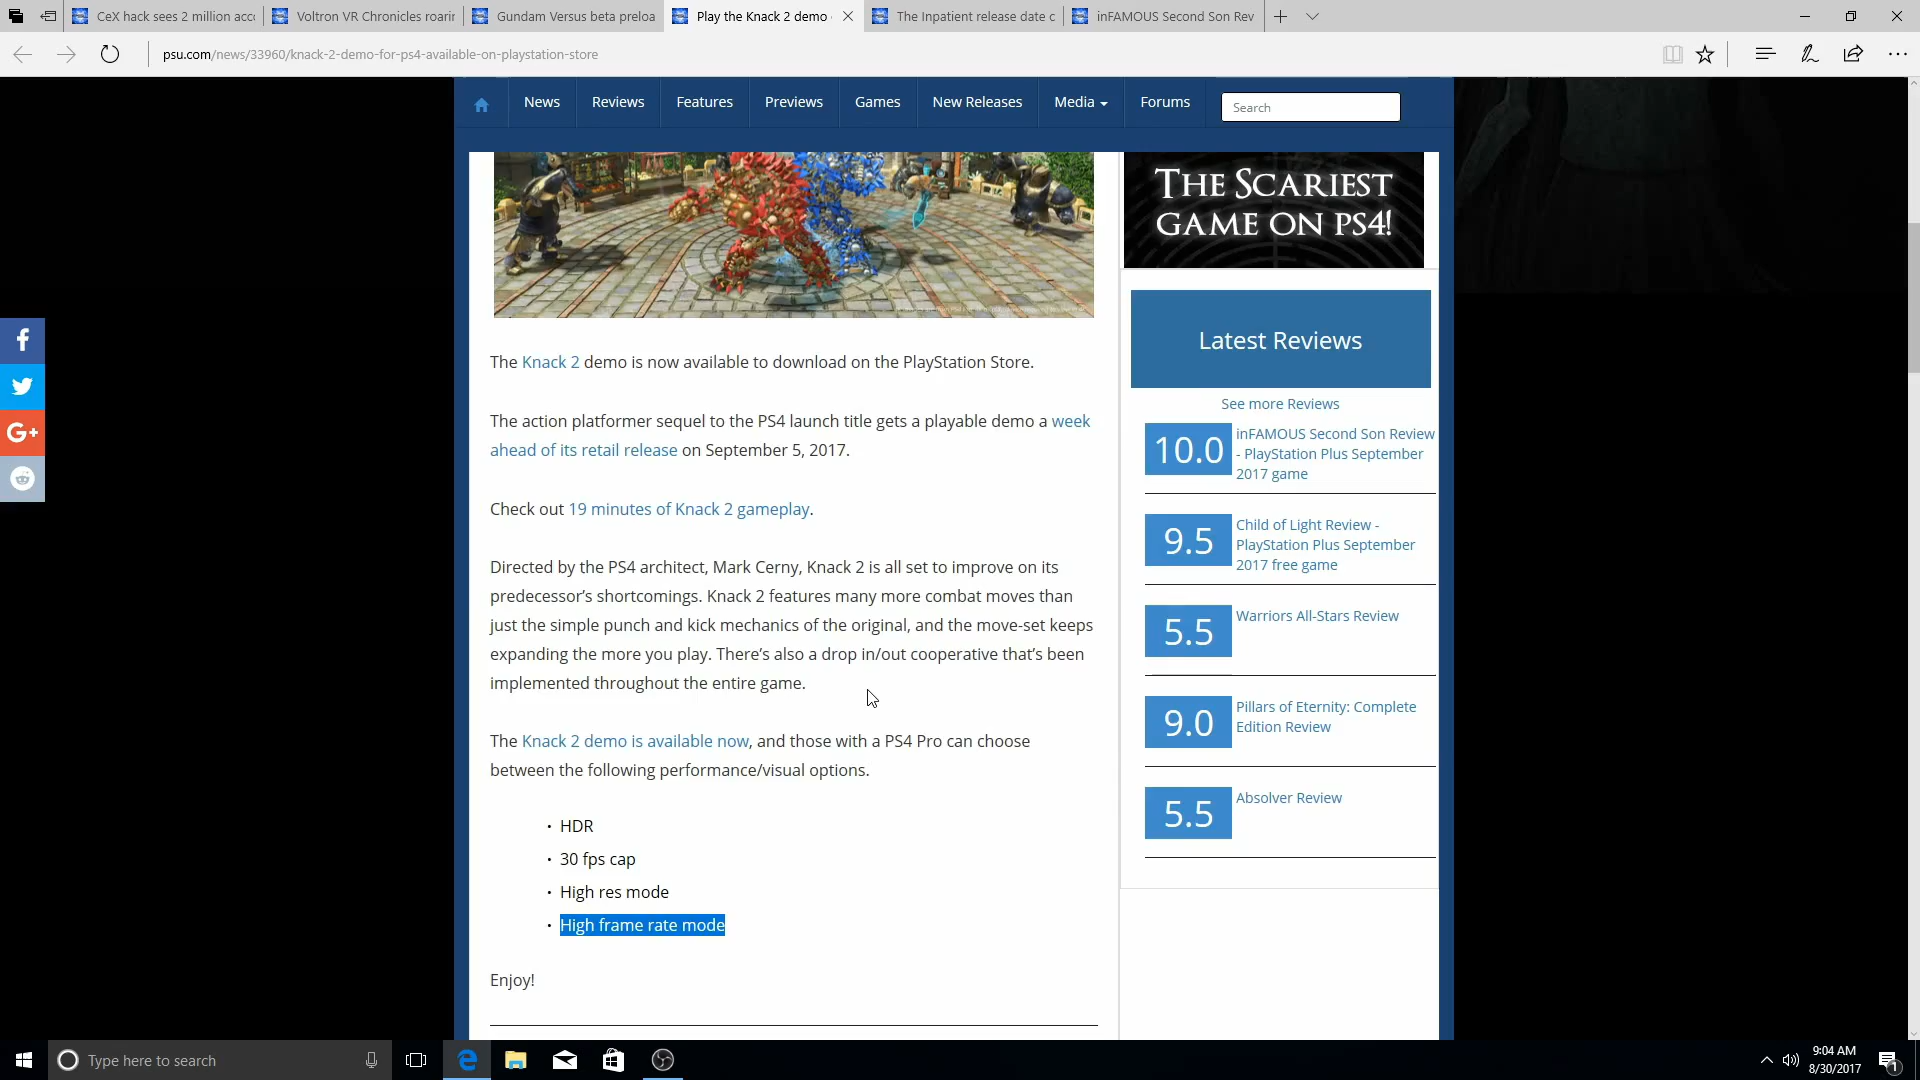 CeX hack sees 2 million acc
Voltron VR Chronicles roarin
Gundam Versus beta preloa
Play the Knack 2 demo
The Inpatient release date c
inFAMOUS Second Son Rev
psu.com/news/33960/knack-2-demo-for-ps4-available-on-playstation-store
News
Reviews
Features
Previews
Games
New Releases
Media
Forums
Search
THE SCARIEST
GAME ON PS4!
The Knack 2 demo is now available to download on the PlayStation Store.
The action platformer sequel to the PS4 launch title gets a playable demo a week
ahead of its retail release on September 5, 2017.
Check out 19 minutes of Knack 2 gameplay.
Directed by the PS4 architect, Mark Cerny, Knack 2 is all set to improve on its
predecessor's shortcomings. Knack 2 features many more combat moves than
just the simple punch and kick mechanics of the original, and the move-set keeps
expanding the more you play. There's also a drop in/out cooperative that's been
implemented throughout the entire game.
The Knack 2 demo is available now, and those with a PS4 Pro can choose
between the following performance/visual options.
• HDR
• 30 fps cap
• High res mode
• High frame rate mode
Enjoy!
Latest Reviews
See more Reviews
10.0
inFAMOUS Second Son Review
- PlayStation Plus September
2017 game
9.5
Child of Light Review -
PlayStation Plus September
2017 free game
5.5
Warriors All-Stars Review
9.0
Pillars of Eternity: Complete
Edition Review
5.5
Absolver Review
Type here to search
9:04 AM
8/30/2017
1